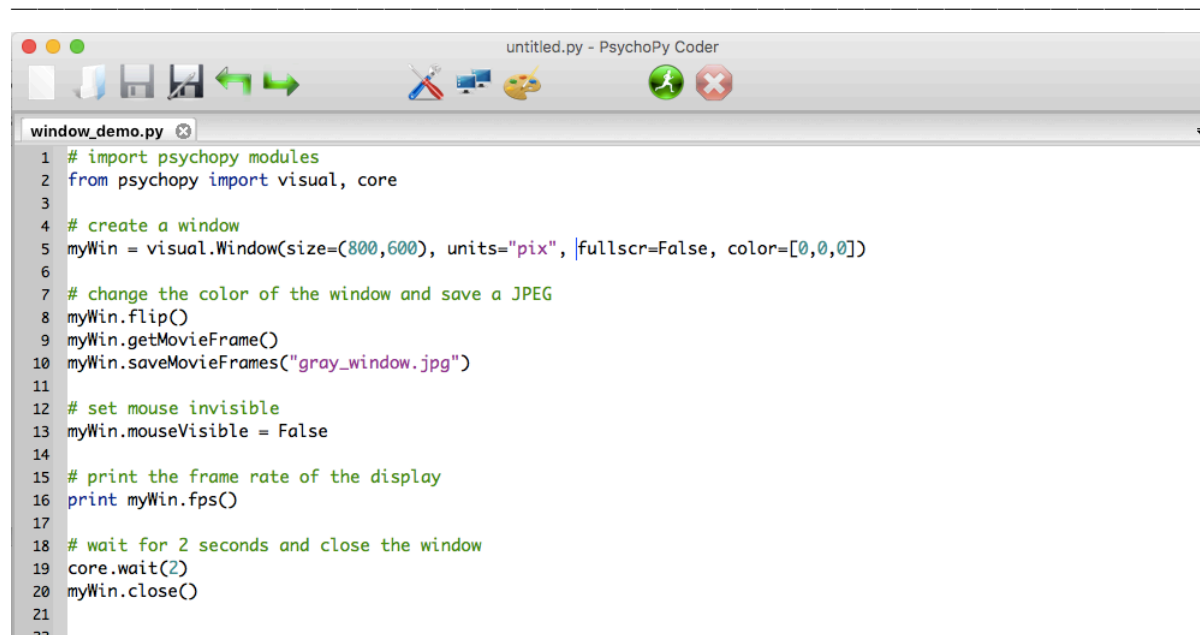 untitled.py - PsychoPy Coder
window_demo.py
1 # import psychopy modules
2 from psychopy import visual, core
3
4 # create a window
5 myWin = visual.Window(size=(800,600), units="pix", fullscr=False, color=[0,0,0])
6
7 # change the color of the window and save a JPEG
8 myWin.flip()
9 myWin.getMovieFrame()
10 myWin.saveMovieFrames("gray_window.jpg")
11
12 # set mouse invisible
13 myWin.mouseVisible = False
14
15 # print the frame rate of the display
16 print myWin.fps()
17
18 # wait for 2 seconds and close the window
19 core.wait(2)
20 myWin.close()
21